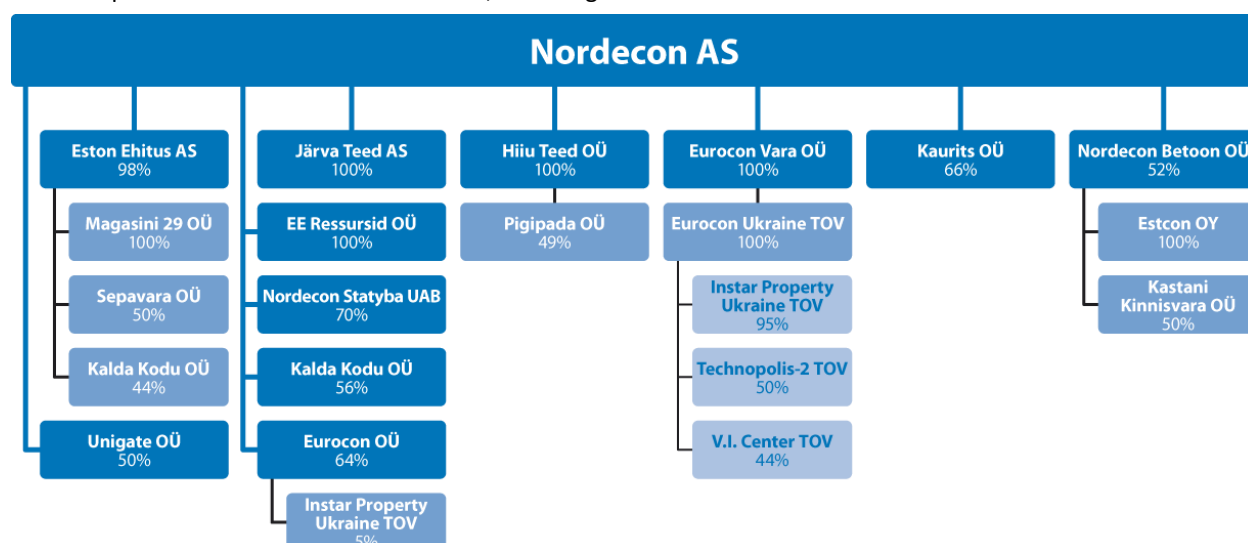 Nordecon AS
Eston Ehitus AS
98%
Järva Teed AS
100%
Hiiu Teed OÜ
100%
Eurocon Vara OÜ
100%
Kaurits OÜ
66%
Nordecon Betoon OÜ
52%
Magasini 29 OÜ
100%
EE Ressursid OÜ
100%
Pigipada OÜ
49%
Eurocon Ukraine TOV
100%
Estcon OY
100%
Sepavara OÜ
50%
Nordecon Statyba UAB
70%
Instar Property
Ukraine TOV
95%
Kastani
Kinnisvara OÜ
50%
Kalda Kodu OÜ
44%
Kalda Kodu OÜ
56%
Technopolis-2 TOV
50%
Unigate OÜ
50%
Eurocon OÜ
64%
V.I. Center TOV
44%
Instar Property
Ukraine TOV
5%